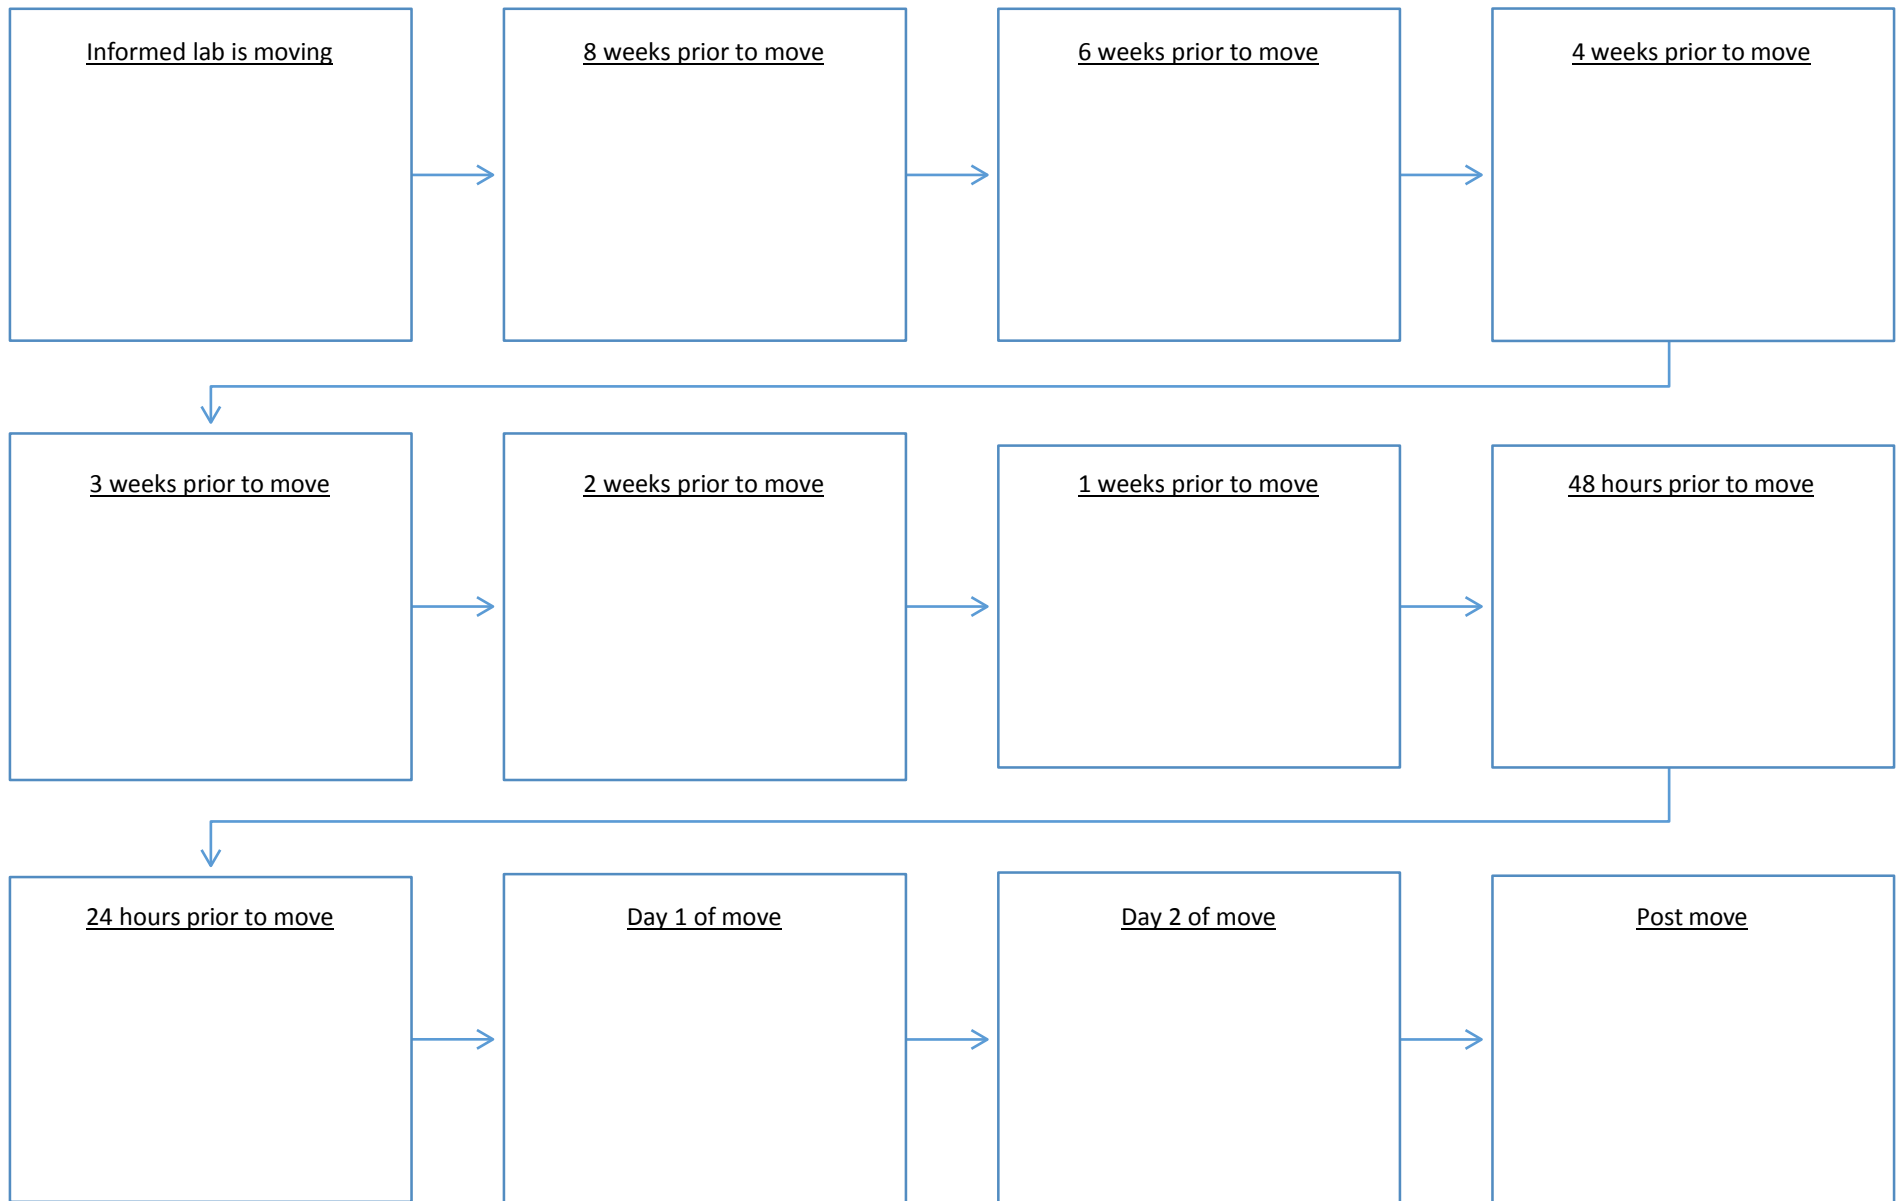 Informed lab is moving
8 weeks prior to move
6 weeks prior to move
4 weeks prior to move
3 weeks prior to move
2 weeks prior to move
1 weeks prior to move
48 hours prior to move
24 hours prior to move
Day 1 of move
Day 2 of move
Post move